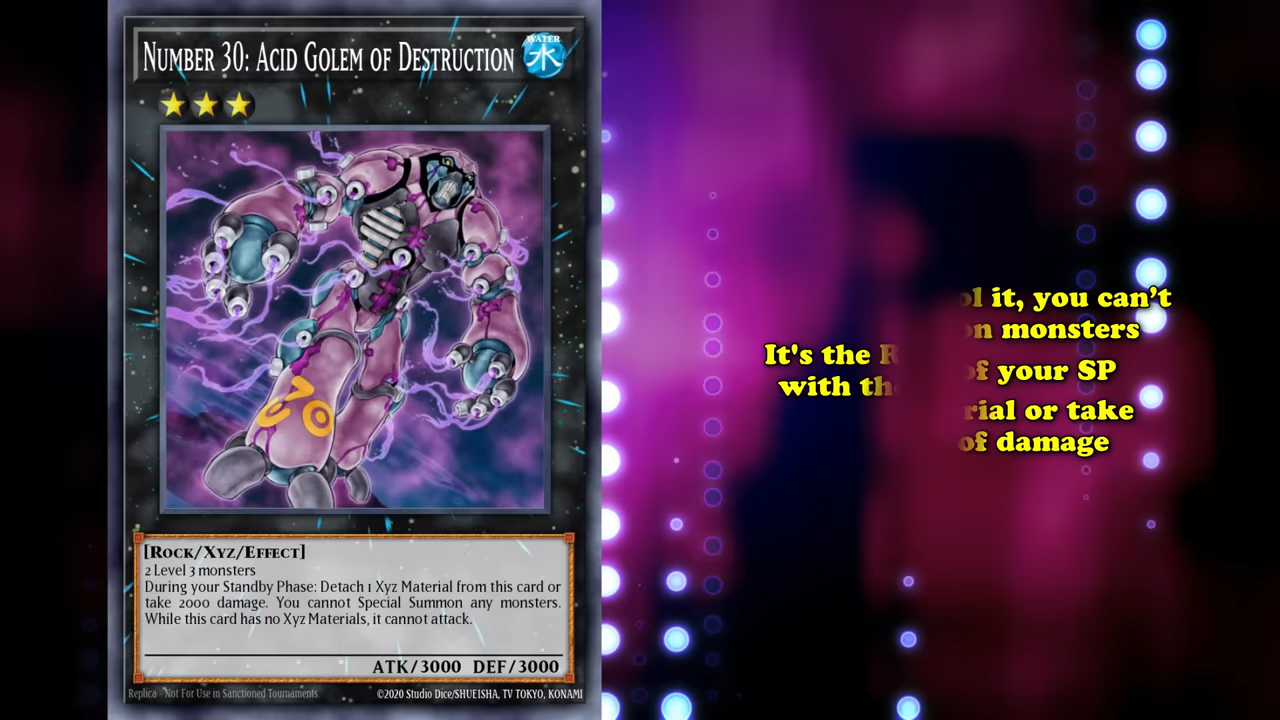 NUMBER 30: ACID GOLEM OF DESTRUCTION
WATER
水
[ROCK/XYZ/EFFECT]
2 Level 3 monsters
During your Standby Phase: Detach 1 Xyz Material from this card or
take 2000 damage. You cannot Special Summon any monsters.
While this card has no Xyz Materials, it cannot attack.
ATK/3000 DEF/3000
Replica - Not For Use in Sanctioned Tournaments.
©2020 Studio Dice/SHUEISHA, TV TOKYO, KONAMI
It's the
with
it, you can't
monsters
of your SP
or take
of damage